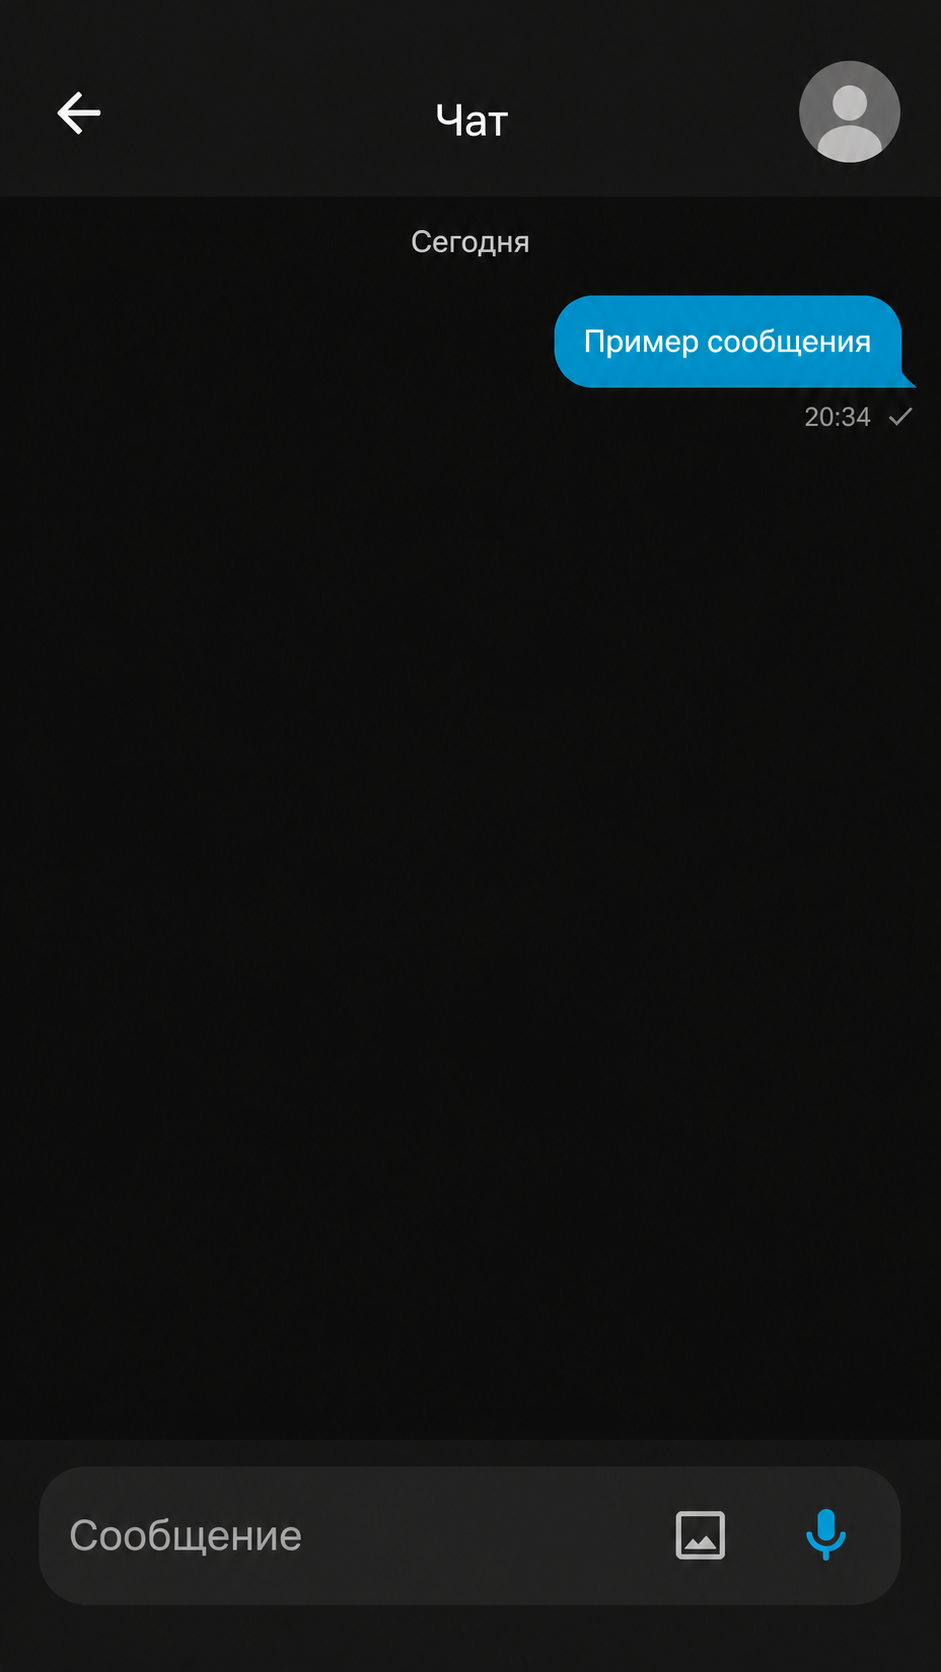 Чат
Сегодня
Пример сообщения
20:34
Сообщение